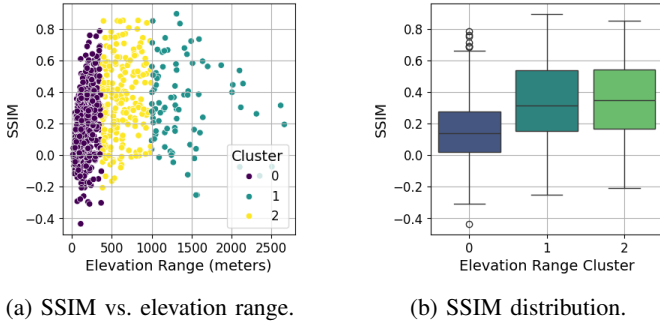 0.8
0.6
0.4
0.2
0.0
−0.2
−0.4
SSIM
Cluster
0
1
2
0 500 1000 1500 2000 2500
Elevation Range (meters)
(a) SSIM vs. elevation range.
0.8
0.6
0.4
0.2
0.0
−0.2
−0.4
SSIM
0 1 2
Elevation Range Cluster
(b) SSIM distribution.